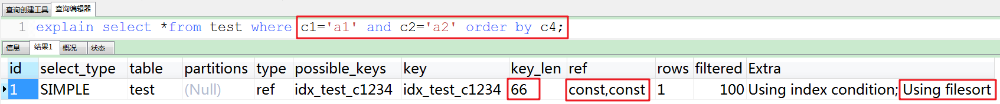 查询创建工具 查询编辑器
1 explain select *from test where c1='a1' and c2='a2' order by c4;
信息 结果1 概况 状态
id select_type table partitions type possible_keys key key_len ref rows filtered Extra
1 SIMPLE test (Null) ref idx_test_c1234 idx_test_c1234 66 const,const 1 100 Using index condition; Using filesort